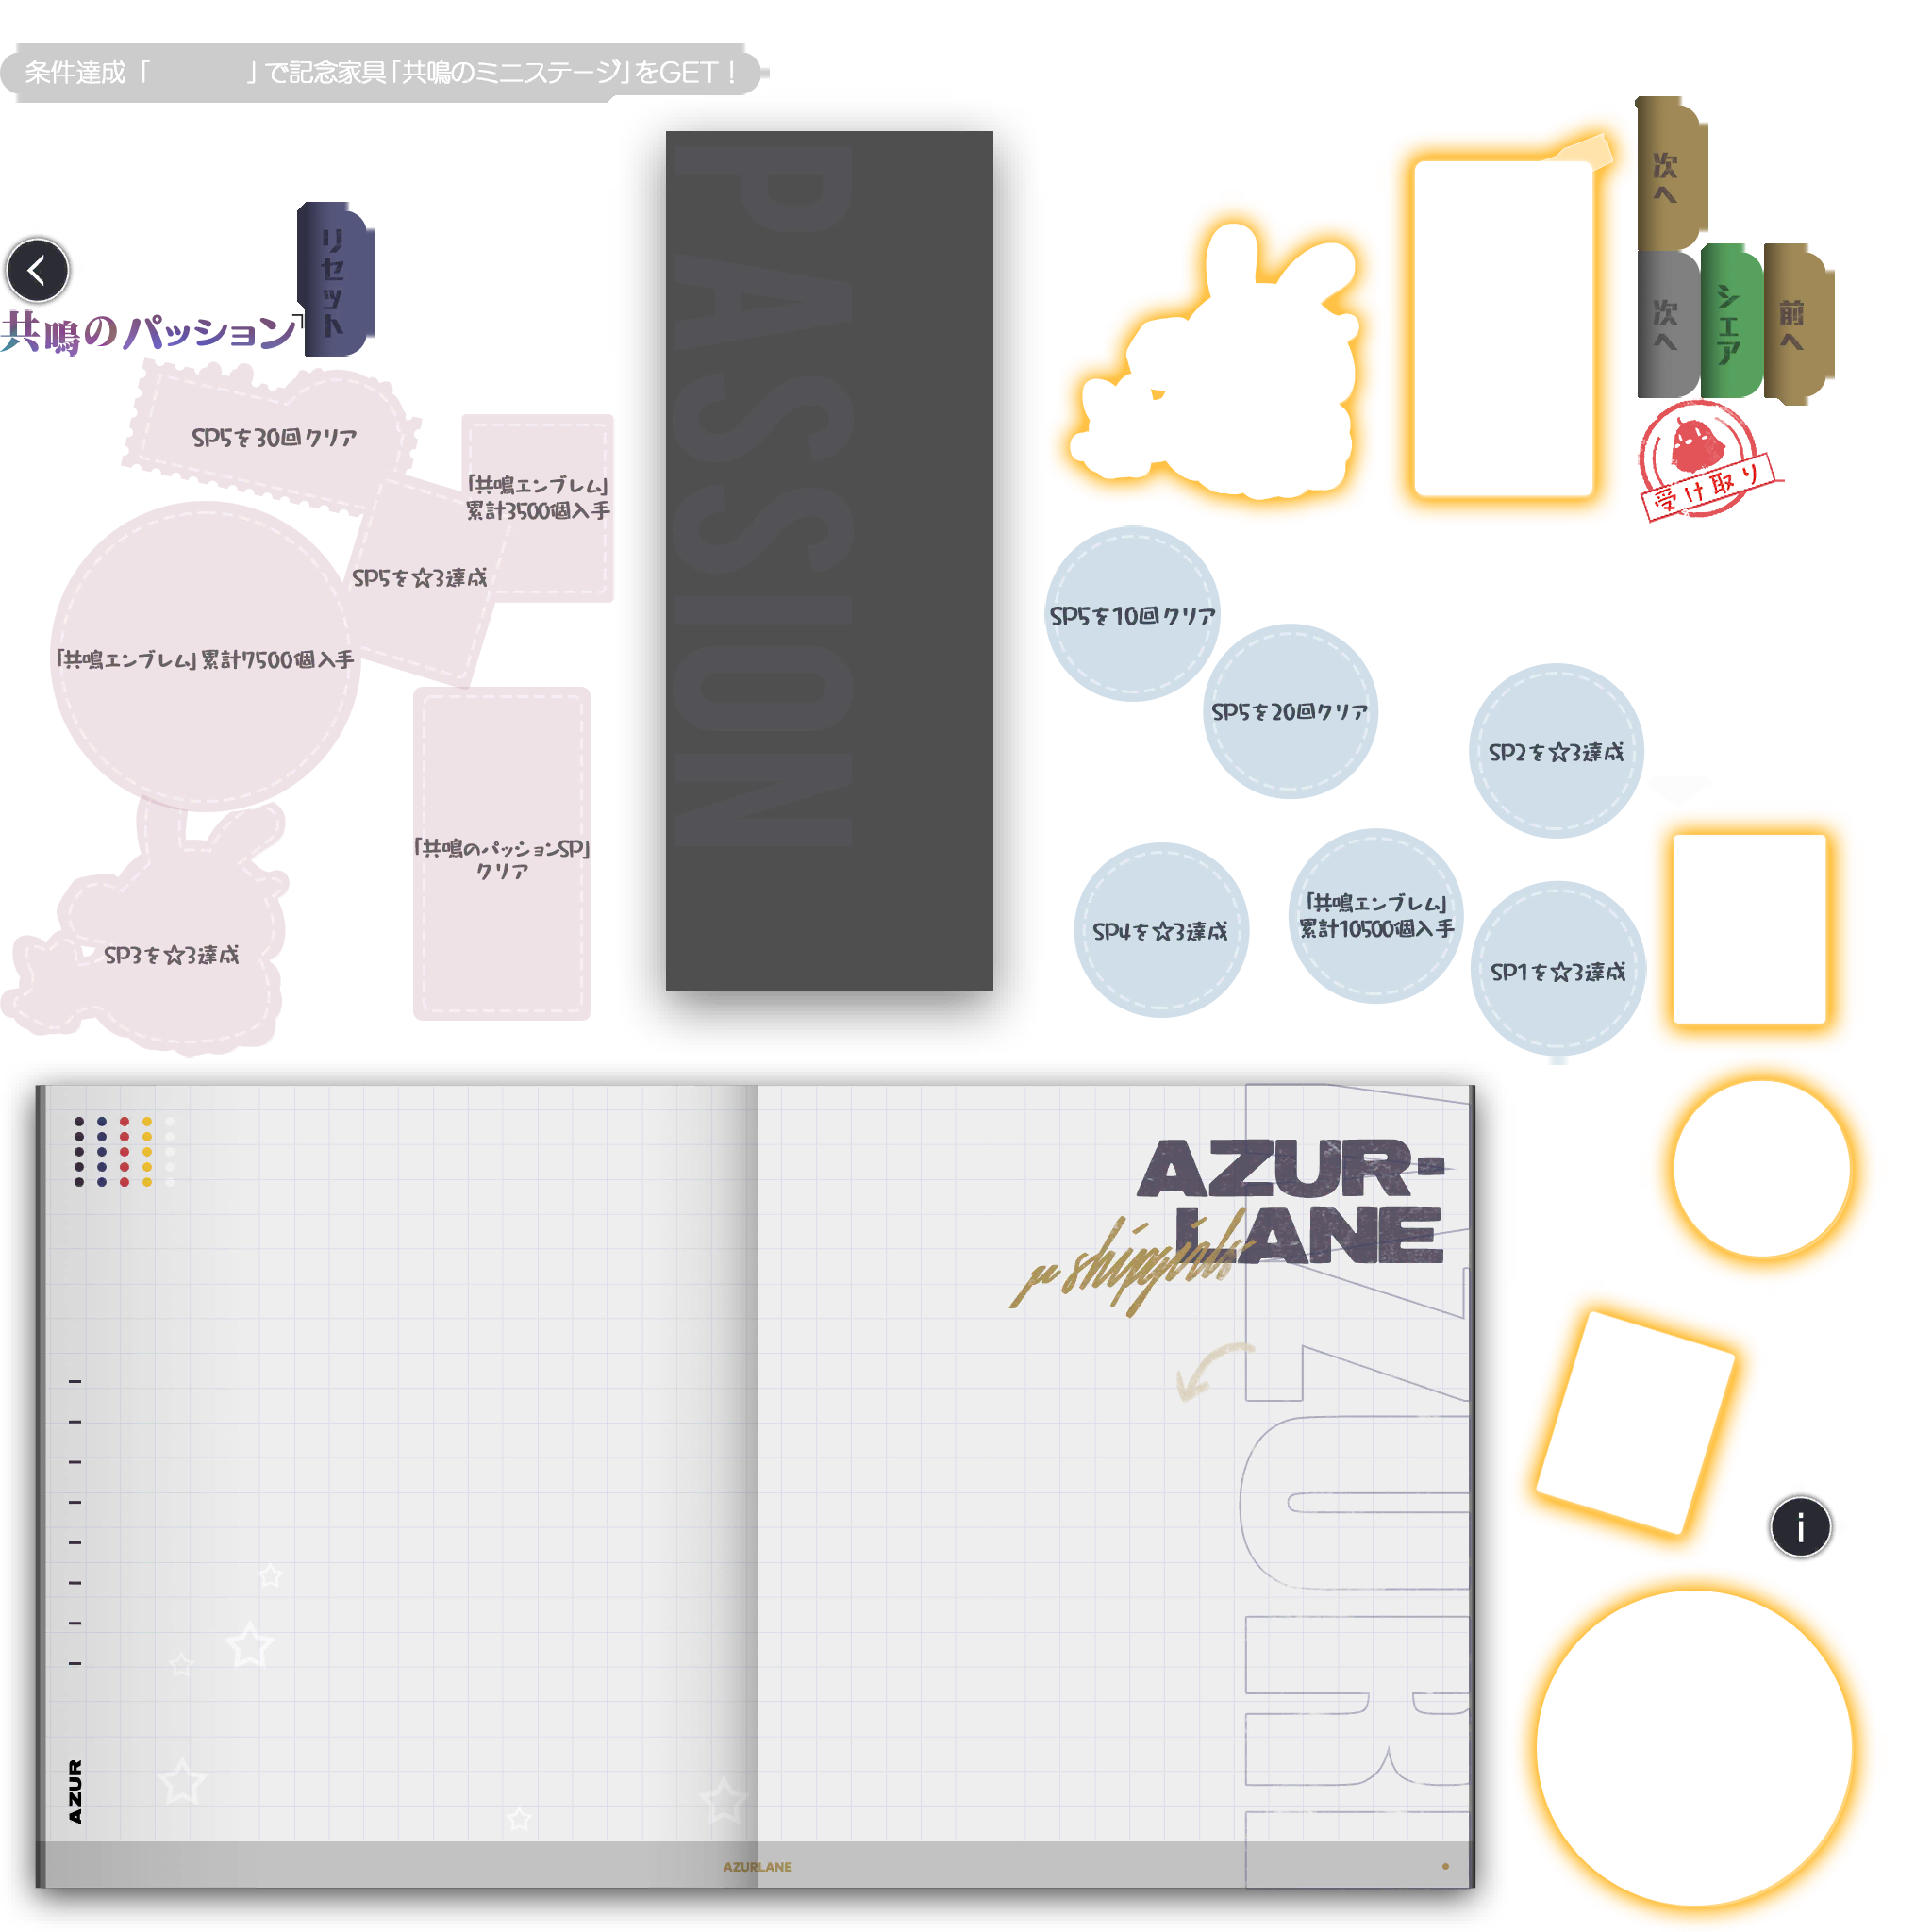 条件達成「　　　」で記念家具「共鳴のミニステージ」をGET！
次へ
リセット
共鳴のパッション
PASSION
次へ
シェア
前へ
受け取り
SP5を30回クリア
「共鳴エンブレム」
累計3500個入手
SP5を☆3達成
「共鳴エンブレム」累計7500個入手
SP5を10回クリア
SP5を20回クリア
SP2を☆3達成
「共鳴のパッションSP」
クリア
SP3を☆3達成
SP4を☆3達成
「共鳴エンブレム」
累計10500個入手
SP1を☆3達成
AZUR-
LANE
μ shipgirls
AZUR
AZUR
AZURLANE
i